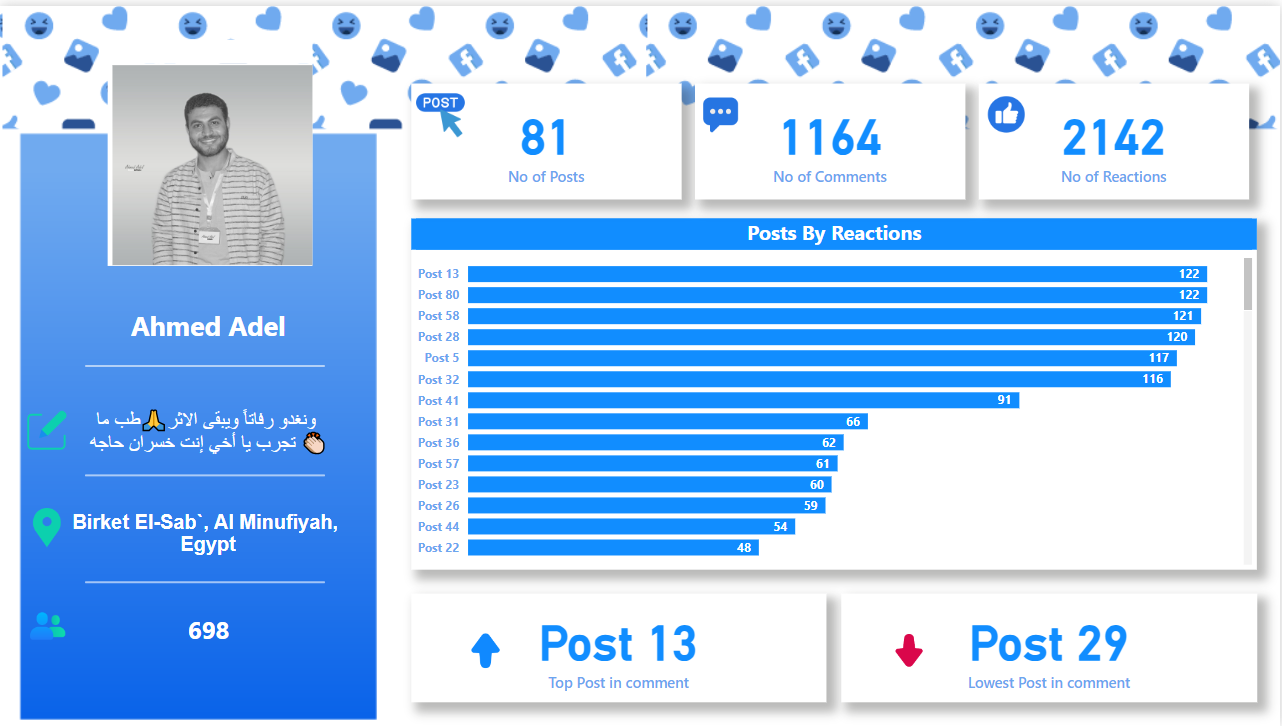 POST
81
No of Posts
1164
No of Comments
2142
No of Reactions
Ahmed Adel
ونغدو رفاتاً ويبقى الاثر🙏طب ما
تجرب يا أخي إنت خسران حاجه 👏🏻
Birket El-Sab`, Al Minufiyah,
Egypt
698
Posts By Reactions
Post 13 122
Post 80 122
Post 58 121
Post 28 120
Post 5 117
Post 32 116
Post 41 91
Post 31 66
Post 36 62
Post 57 61
Post 23 60
Post 26 59
Post 44 54
Post 22 48
Post 13
Top Post in comment
Post 29
Lowest Post in comment